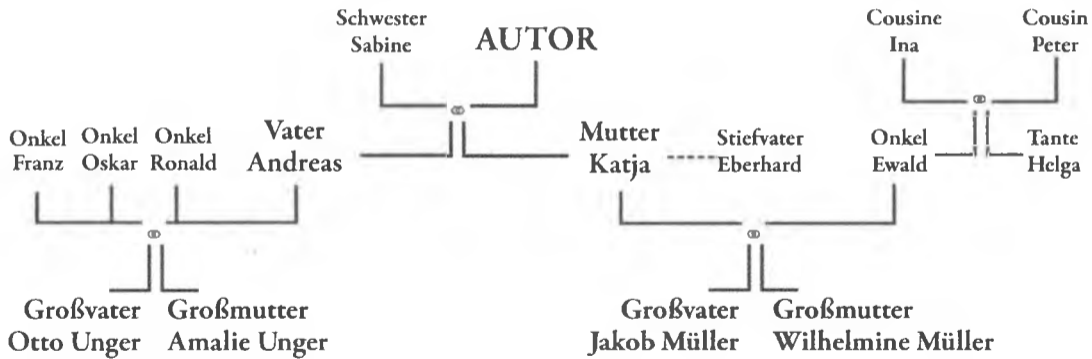 Schwester
Sabine
AUTOR
Cousine
Ina
Cousin
Peter
Onkel
Franz
Onkel
Oskar
Onkel
Ronald
Vater
Andreas
Mutter
Katja
Stiefvater
Eberhard
Onkel
Ewald
Tante
Helga
Großvater
Otto Unger
Großmutter
Amalie Unger
Großvater
Jakob Müller
Großmutter
Wilhelmine Müller